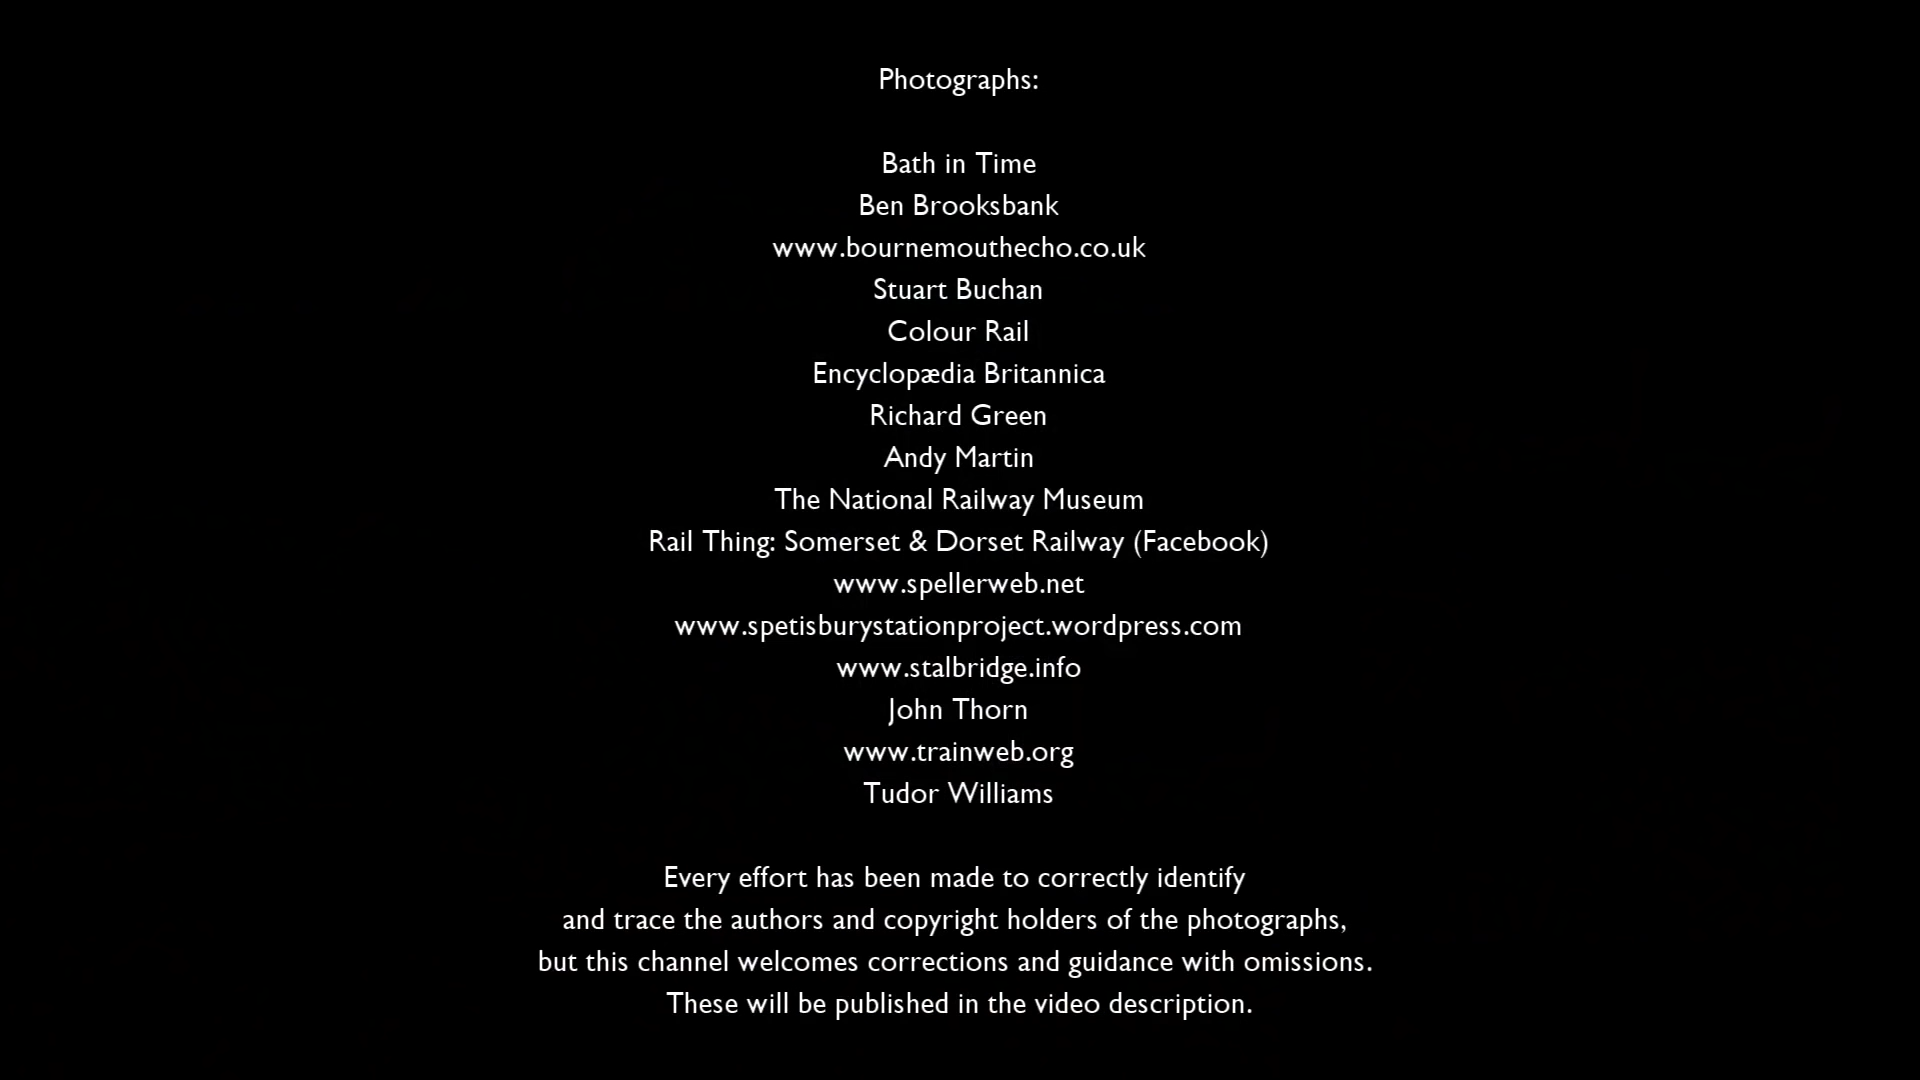 Photographs:
Bath in Time
Ben Brooksbank
www.bournemouthecho.co.uk
Stuart Buchan
Colour Rail
Encyclopædia Britannica
Richard Green
Andy Martin
The National Railway Museum
Rail Thing: Somerset & Dorset Railway (Facebook)
www.spellerweb.net
www.spetisburystationproject.wordpress.com
www.stalbridge.info
John Thorn
www.trainweb.org
Tudor Williams
Every effort has been made to correctly identify
and trace the authors and copyright holders of the photographs,
but this channel welcomes corrections and guidance with omissions.
These will be published in the video description.